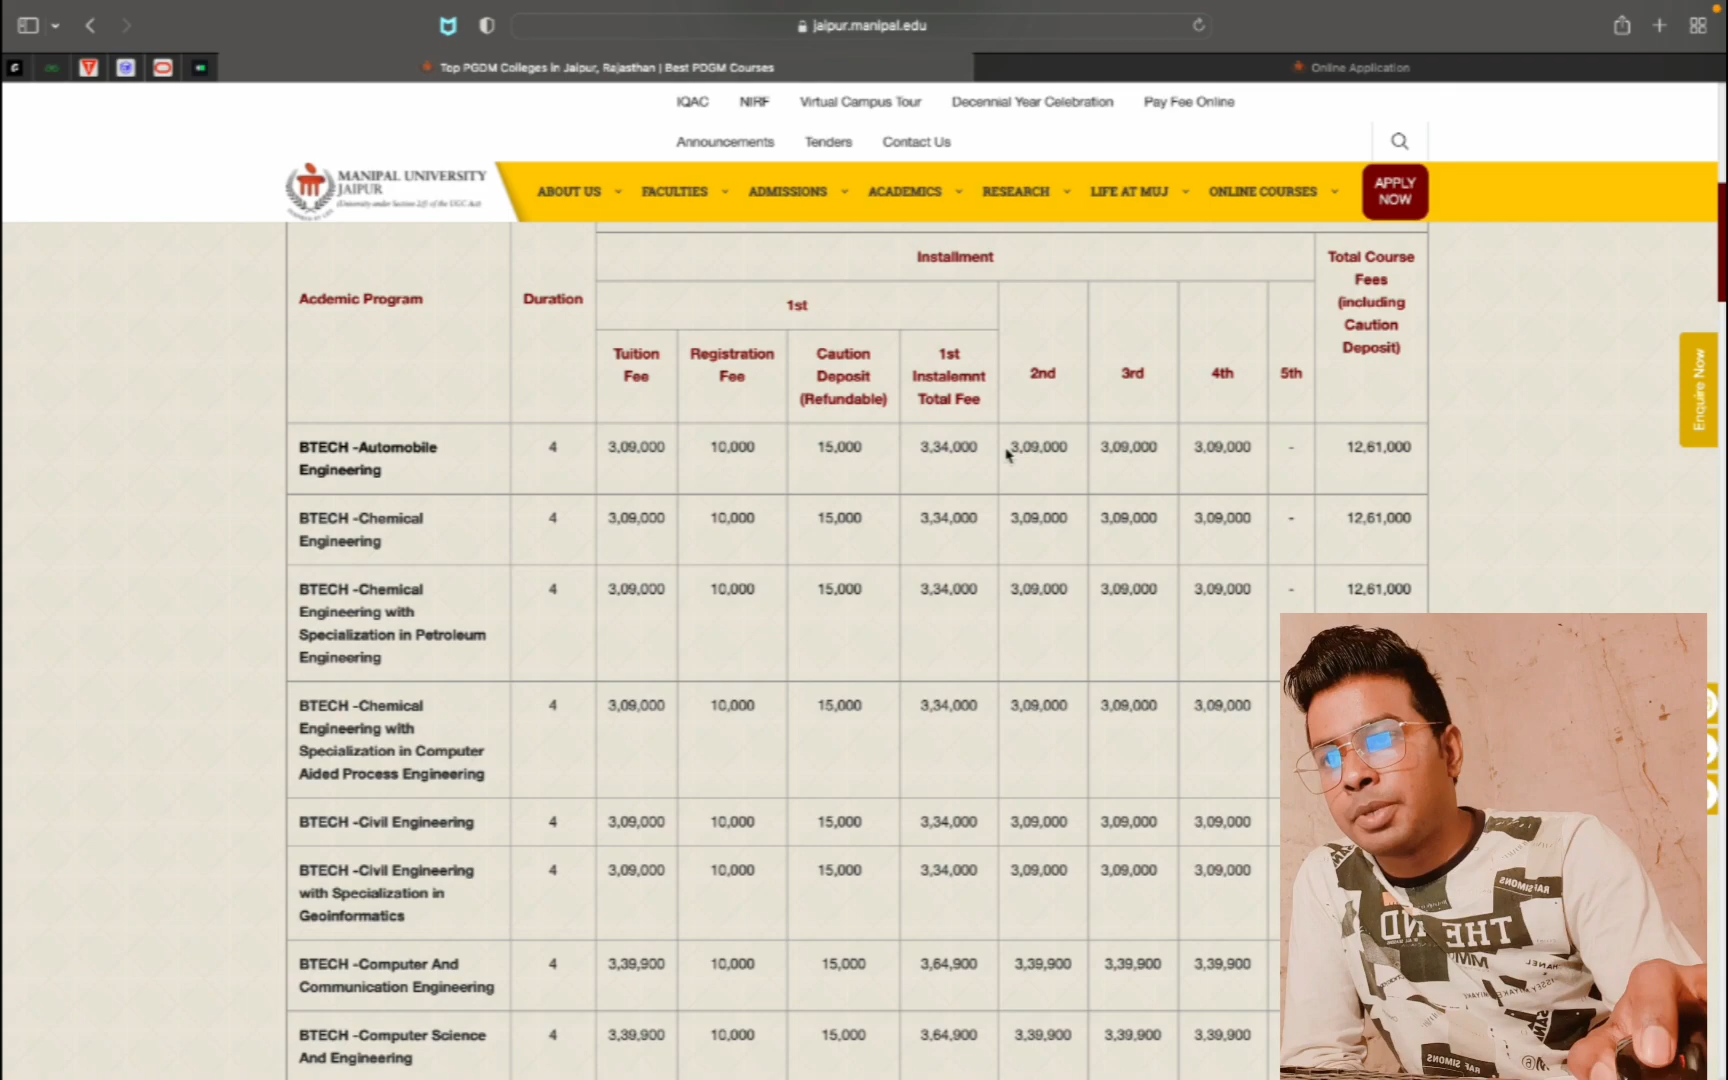 jaipur.manipal.edu
Top PGDM Colleges in Jaipur, Rajasthan | Best PDGM Courses
Online Application
IQAC NIRF Virtual Campus Tour Decennial Year Celebration Pay Fee Online
Announcements Tenders Contact Us
MANIPAL UNIVERSITY
JAIPUR
(University under Section 2(f) of the UGC Act)
ABOUT US FACULTIES ADMISSIONS ACADEMICS RESEARCH LIFE AT MUJ ONLINE COURSES
APPLY
NOW
Acdemic Program Duration Installment Total Course
Fees
(including
Caution
Deposit)
1st 2nd 3rd 4th 5th
Tuition
Fee
Registration
Fee
Caution
Deposit
(Refundable)
1st
Instalemnt
Total Fee
BTECH -Automobile
Engineering
4 3,09,000 10,000 15,000 3,34,000 3,09,000 3,09,000 3,09,000 - 12,61,000
BTECH -Chemical
Engineering
4 3,09,000 10,000 15,000 3,34,000 3,09,000 3,09,000 3,09,000 - 12,61,000
BTECH -Chemical
Engineering with
Specialization in Petroleum
Engineering
4 3,09,000 10,000 15,000 3,34,000 3,09,000 3,09,000 3,09,000 - 12,61,000
BTECH -Chemical
Engineering with
Specialization in Computer
Aided Process Engineering
4 3,09,000 10,000 15,000 3,34,000 3,09,000 3,09,000 3,09,000
BTECH -Civil Engineering 4 3,09,000 10,000 15,000 3,34,000 3,09,000 3,09,000 3,09,000
BTECH -Civil Engineering
with Specialization in
Geoinformatics
4 3,09,000 10,000 15,000 3,34,000 3,09,000 3,09,000 3,09,000
BTECH -Computer And
Communication Engineering
4 3,39,900 10,000 15,000 3,64,900 3,39,900 3,39,900 3,39,900
BTECH -Computer Science
And Engineering
4 3,39,900 10,000 15,000 3,64,900 3,39,900 3,39,900 3,39,900
Enquire Now
RAF SIMONS
THE END
RAF SIMONS